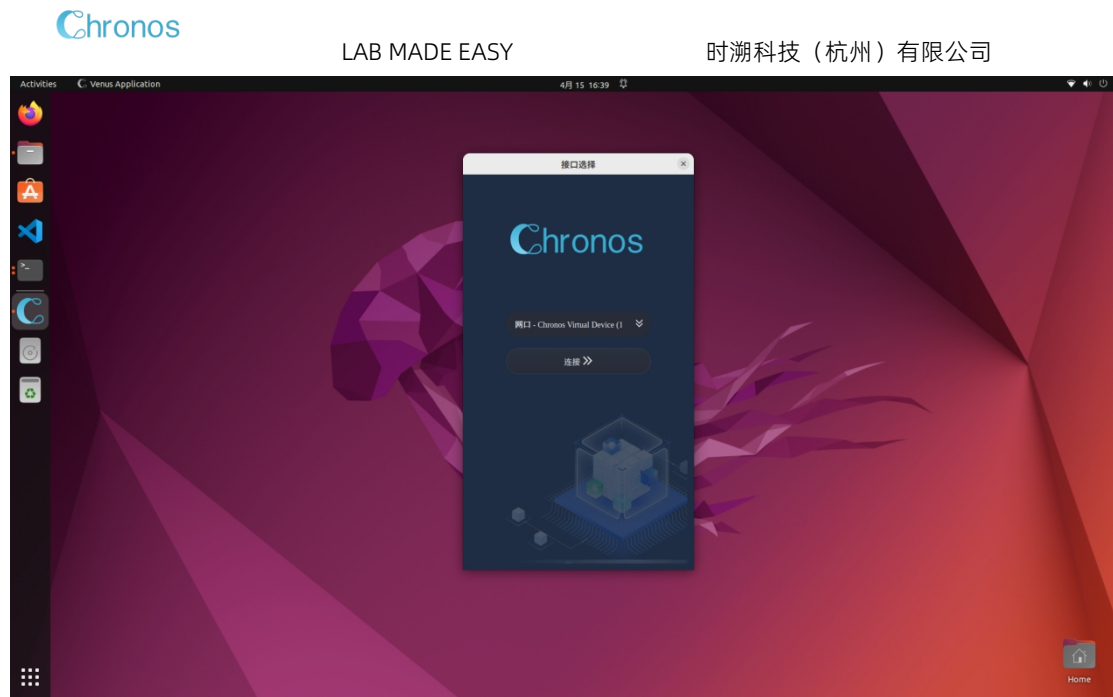 Chronos
LAB MADE EASY
时溯科技（杭州）有限公司
Activities
Venus Application
4月 15 16:39
接口选择
Chronos
网口 - Chronos Virtual Device (1
连接
Home